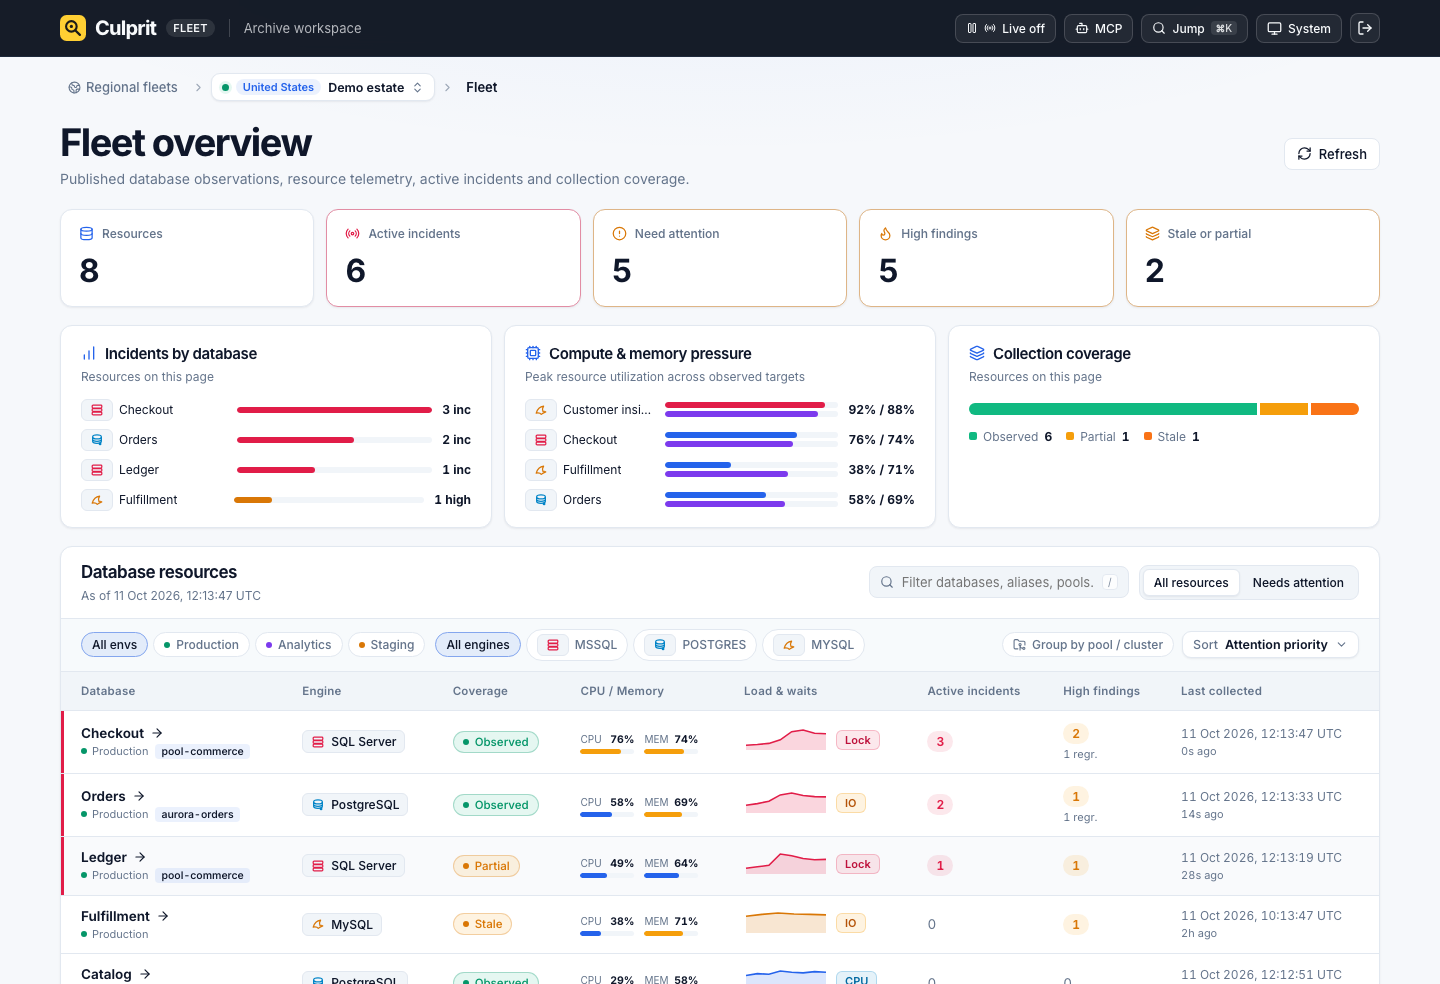 Culprit FLEET Archive workspace Live off MCP Jump ⌘K System
Regional fleets United States Demo estate Fleet
Fleet overview
Refresh
Published database observations, resource telemetry, active incidents and collection coverage.
Resources
8
Active incidents
6
Need attention
5
High findings
5
Stale or partial
2
Incidents by database
Resources on this page
Checkout 3 inc
Orders 2 inc
Ledger 1 inc
Fulfillment 1 high
Compute & memory pressure
Peak resource utilization across observed targets
Customer insi... 92% / 88%
Checkout 76% / 74%
Fulfillment 38% / 71%
Orders 58% / 69%
Collection coverage
Resources on this page
Observed 6 Partial 1 Stale 1
Database resources
As of 11 Oct 2026, 12:13:47 UTC
Filter databases, aliases, pools. / All resources Needs attention
All envs Production Analytics Staging All engines MSSQL POSTGRES MYSQL Group by pool / cluster Sort Attention priority
Database Engine Coverage CPU / Memory Load & waits Active incidents High findings Last collected
Checkout SQL Server Observed CPU 76% MEM 74% Lock 3 2 11 Oct 2026, 12:13:47 UTC
Production pool-commerce 1 regr. 0s ago
Orders PostgreSQL Observed CPU 58% MEM 69% IO 2 1 11 Oct 2026, 12:13:33 UTC
Production aurora-orders 1 regr. 14s ago
Ledger SQL Server Partial CPU 49% MEM 64% Lock 1 1 11 Oct 2026, 12:13:19 UTC
Production pool-commerce 28s ago
Fulfillment MySQL Stale CPU 38% MEM 71% IO 0 1 11 Oct 2026, 10:13:47 UTC
Production 2h ago
Catalog PostgreSQL Observed CPU 29% MEM 58% CPU 0 0 11 Oct 2026, 12:12:51 UTC